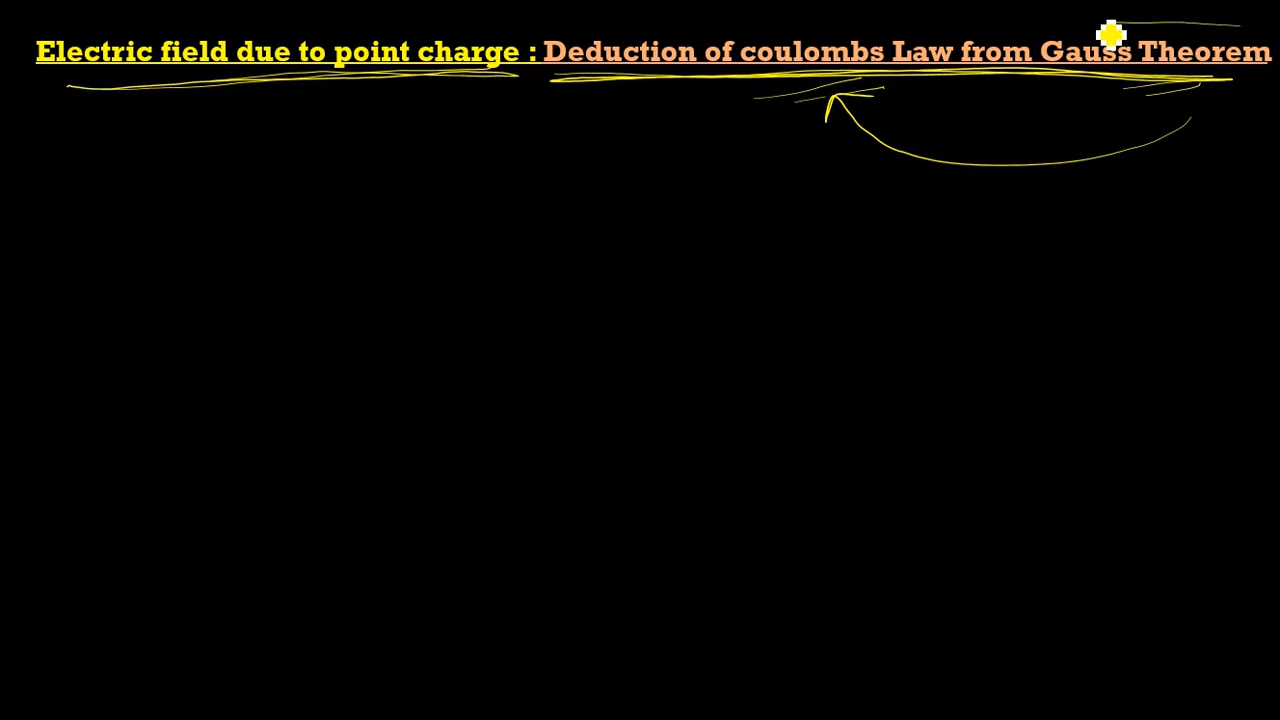 Electric field due to point charge : Deduction of coulombs Law from Gauss Theorem